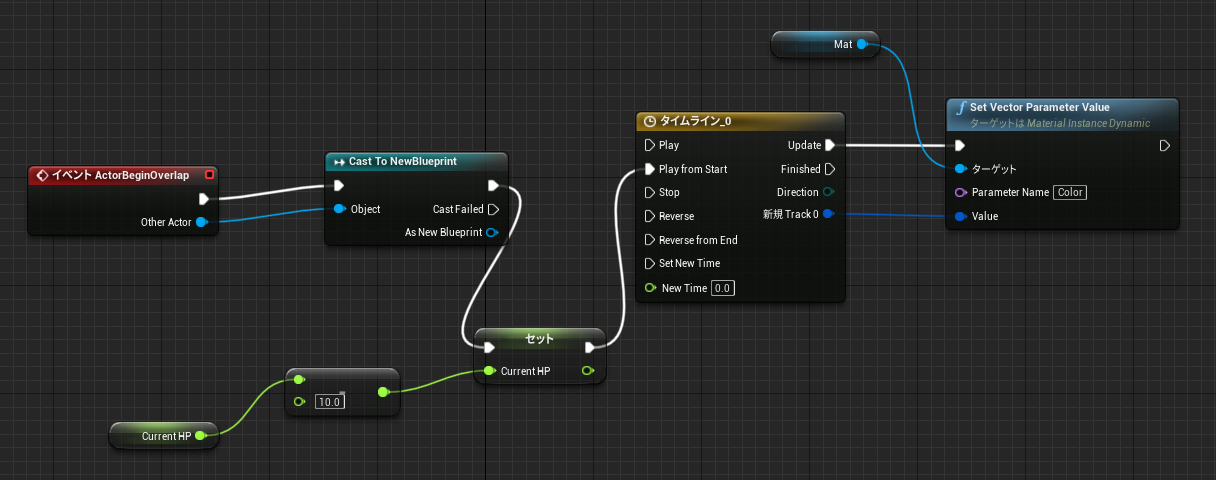 Mat
Set Vector Parameter Value
ターゲットは Material Instance Dynamic
ターゲット
Parameter Name Color
Value
タイムライン_0
Play Update
Play from Start Finished
Stop Direction
Reverse 新規 Track 0
Reverse from End
Set New Time
New Time 0.0
Cast To NewBlueprint
Object Cast Failed
As New Blueprint
イベント ActorBeginOverlap
Other Actor
セット
Current HP
-
10.0
Current HP